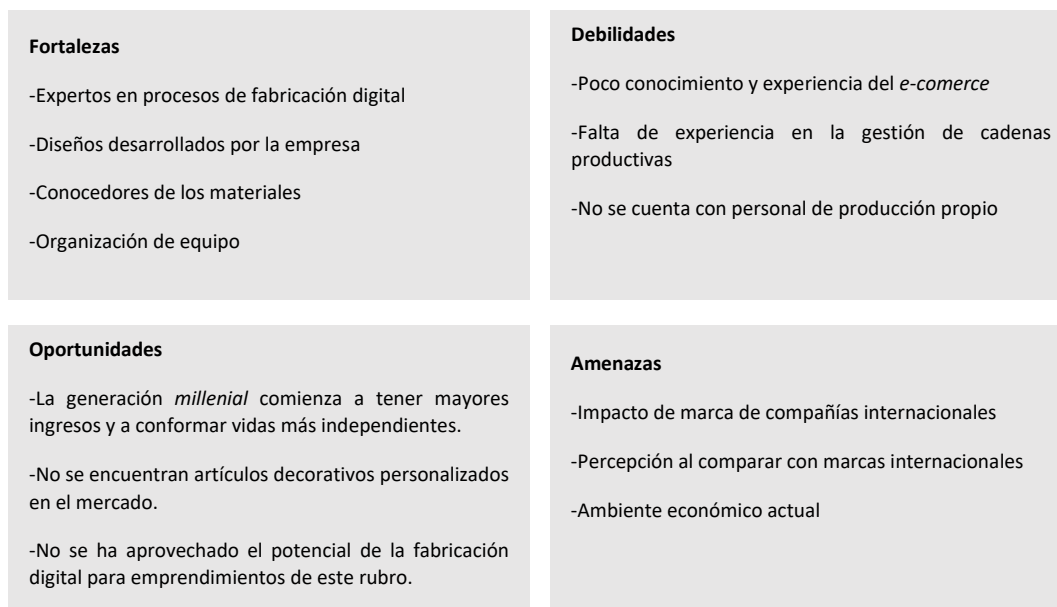 Fortalezas
-Expertos en procesos de fabricación digital
-Diseños desarrollados por la empresa
-Conocedores de los materiales
-Organización de equipo
Debilidades
-Poco conocimiento y experiencia del e-comerce
-Falta de experiencia en la gestión de cadenas
productivas
-No se cuenta con personal de producción propio
Oportunidades
-La generación millenial comienza a tener mayores
ingresos y a conformar vidas más independientes.
-No se encuentran artículos decorativos personalizados
en el mercado.
-No se ha aprovechado el potencial de la fabricación
digital para emprendimientos de este rubro.
Amenazas
-Impacto de marca de compañías internacionales
-Percepción al comparar con marcas internacionales
-Ambiente económico actual